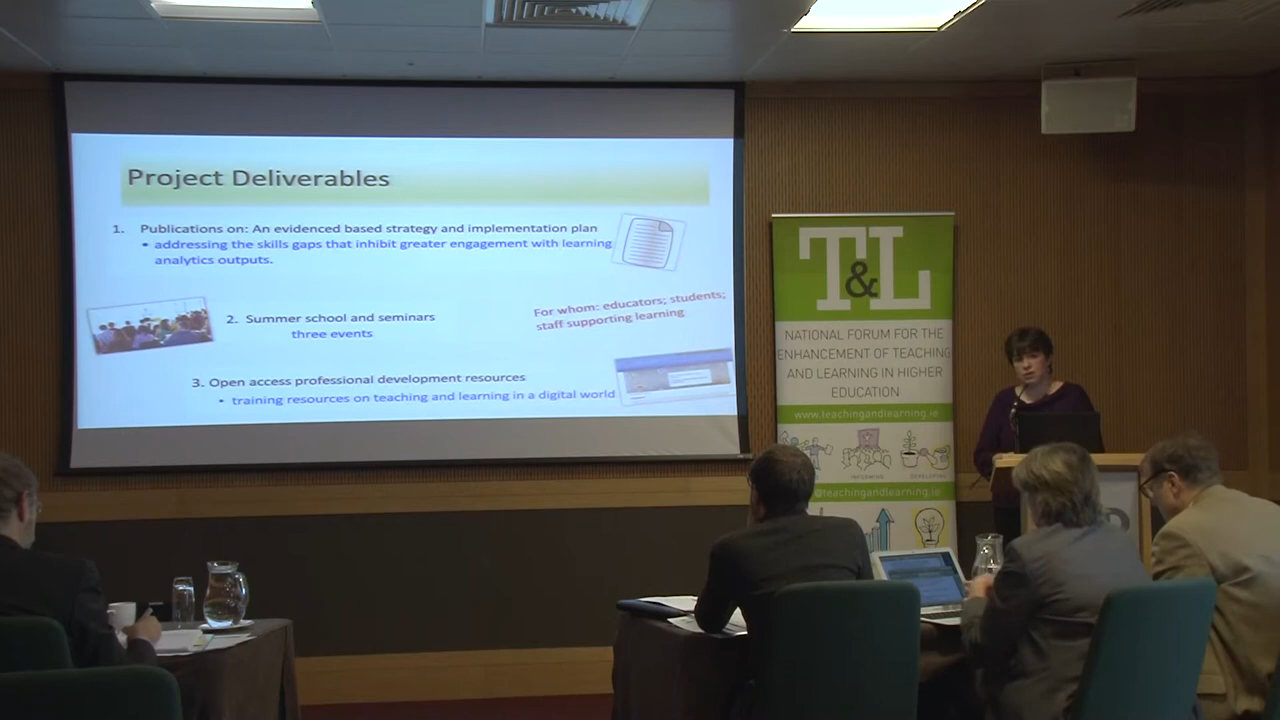 Project Deliverables
1. Publications on: An evidenced based strategy and implementation plan
• addressing the skills gaps that inhibit greater engagement with learning
analytics outputs.
For whom: educators; students;
staff supporting learning
2. Summer school and seminars
three events
3. Open access professional development resources
• training resources on teaching and learning in a digital world
T&L
NATIONAL FORUM FOR THE
ENHANCEMENT OF TEACHING
AND LEARNING IN HIGHER
EDUCATION
www.teachingandlearning.ie
DEVELOPING
@teachingandlearning.ie